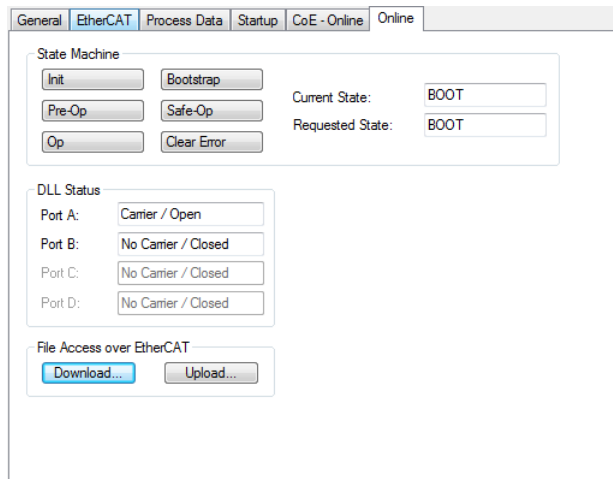 General EtherCAT Process Data Startup CoE - Online Online
State Machine
Init Bootstrap
Current State: BOOT
Pre-Op Safe-Op
Requested State: BOOT
Op Clear Error
DLL Status
Port A: Carrier / Open
Port B: No Carrier / Closed
Port C: No Carrier / Closed
Port D: No Carrier / Closed
File Access over EtherCAT
Download... Upload...